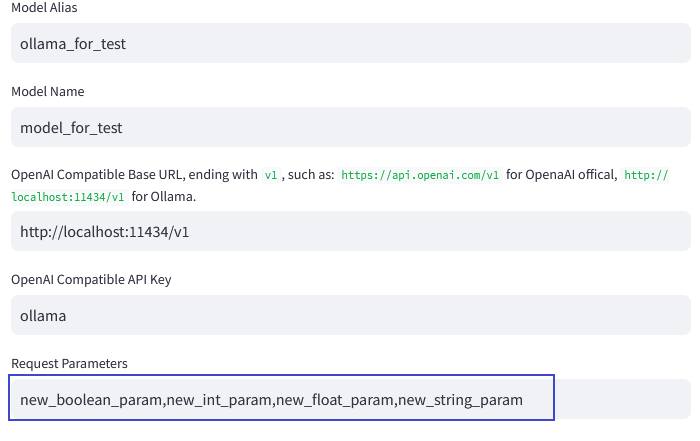 Model Alias
ollama_for_test
Model Name
model_for_test
OpenAI Compatible Base URL, ending with v1 , such as: https://api.openai.com/v1 for OpenaAI offical, http://
localhost:11434/v1 for Ollama.
http://localhost:11434/v1
OpenAI Compatible API Key
ollama
Request Parameters
new_boolean_param,new_int_param,new_float_param,new_string_param